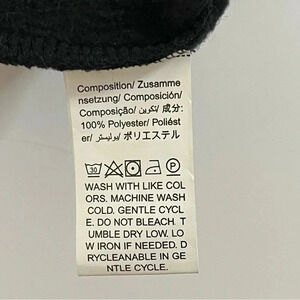 Composition/ Zusamme
nsetzung/ Composición/
Composição/ تكوين/ 成分:
100% Polyester/ Poliést
er/ بوليستر/ ポリエステル
30 P
WASH WITH LIKE COL
ORS. MACHINE WASH
COLD. GENTLE CYCL
E. DO NOT BLEACH. T
UMBLE DRY LOW. LO
W IRON IF NEEDED. D
RYCLEANABLE IN GE
NTLE CYCLE.